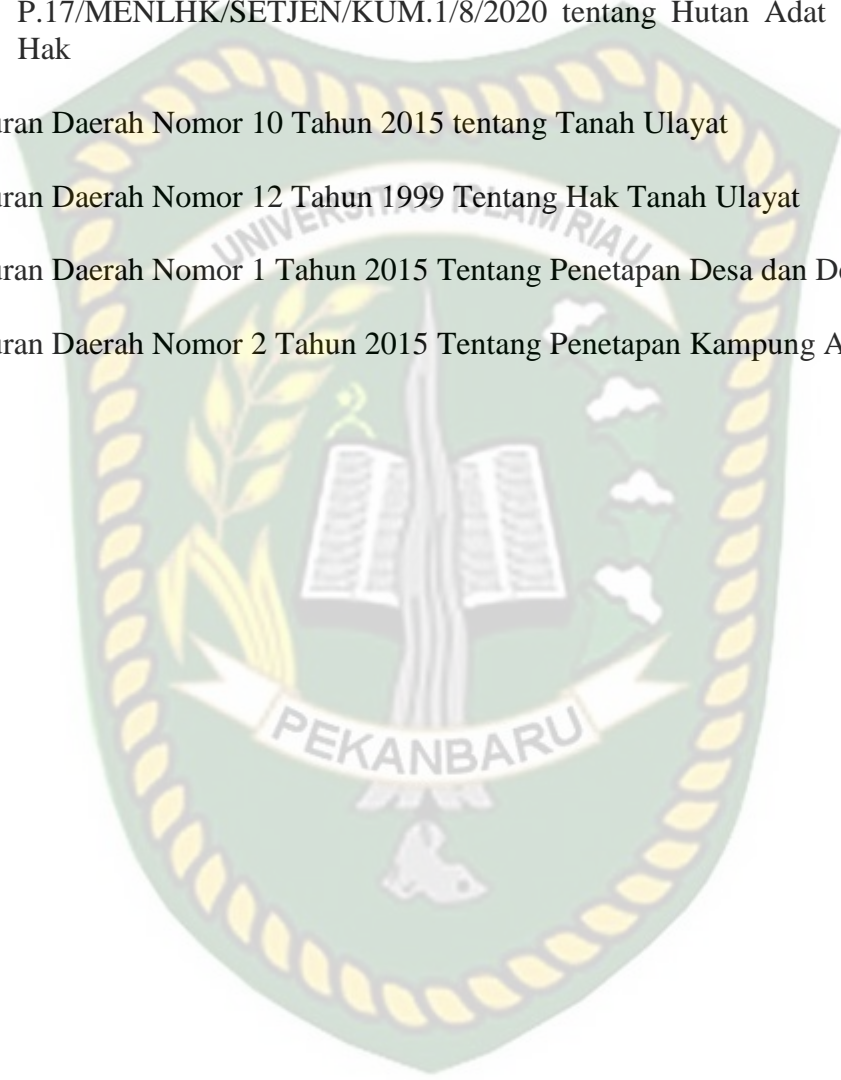 P.17/MENLHK/SETJEN/KUM.1/8/2020 tentang Hutan Adat
Hak
uran Daerah Nomor 10 Tahun 2015 tentang Tanah Ulayat
uran Daerah Nomor 12 Tahun 1999 Tentang Hak Tanah Ulayat
UNIVERSITAS ISLAM RIAU
uran Daerah Nomor 1 Tahun 2015 Tentang Penetapan Desa dan De
uran Daerah Nomor 2 Tahun 2015 Tentang Penetapan Kampung A
PEKANBARU